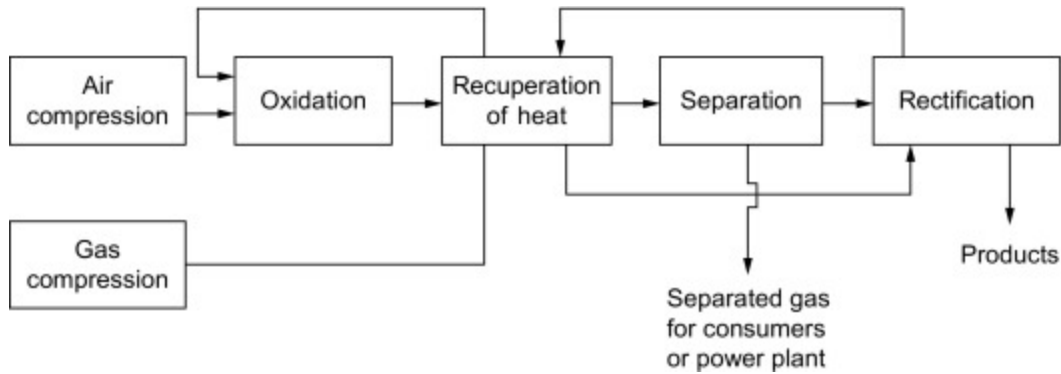 Air
compression
Oxidation
Recuperation
of heat
Separation
Rectification
Gas
compression
Products
Separated gas
for consumers
or power plant